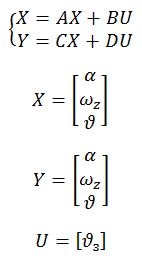 {X = AX + BU
Y = CX + DU
X = [α
ω_z
ϑ]
Y = [α
ω_z
ϑ]
U = [ϑ_з]